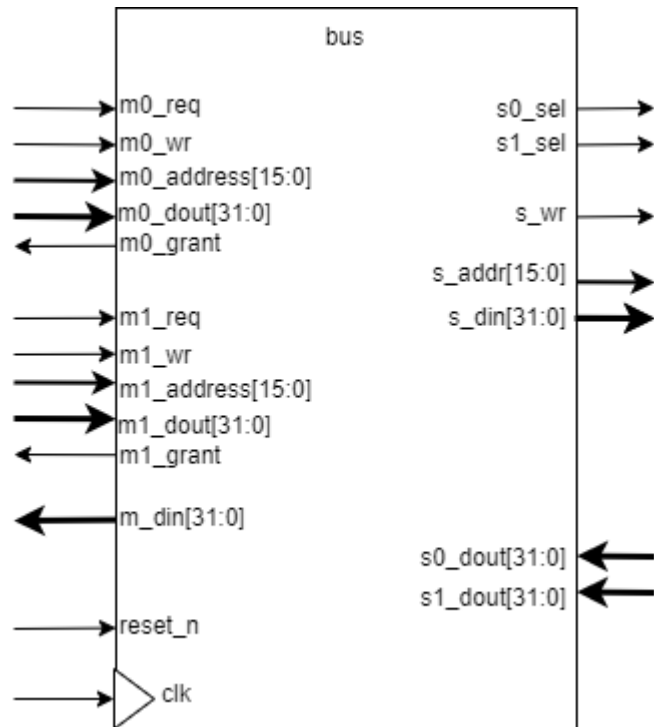 bus
m0_req
m0_wr
m0_address[15:0]
m0_dout[31:0]
m0_grant
m1_req
m1_wr
m1_address[15:0]
m1_dout[31:0]
m1_grant
m_din[31:0]
reset_n
clk
s0_sel
s1_sel
s_wr
s_addr[15:0]
s_din[31:0]
s0_dout[31:0]
s1_dout[31:0]